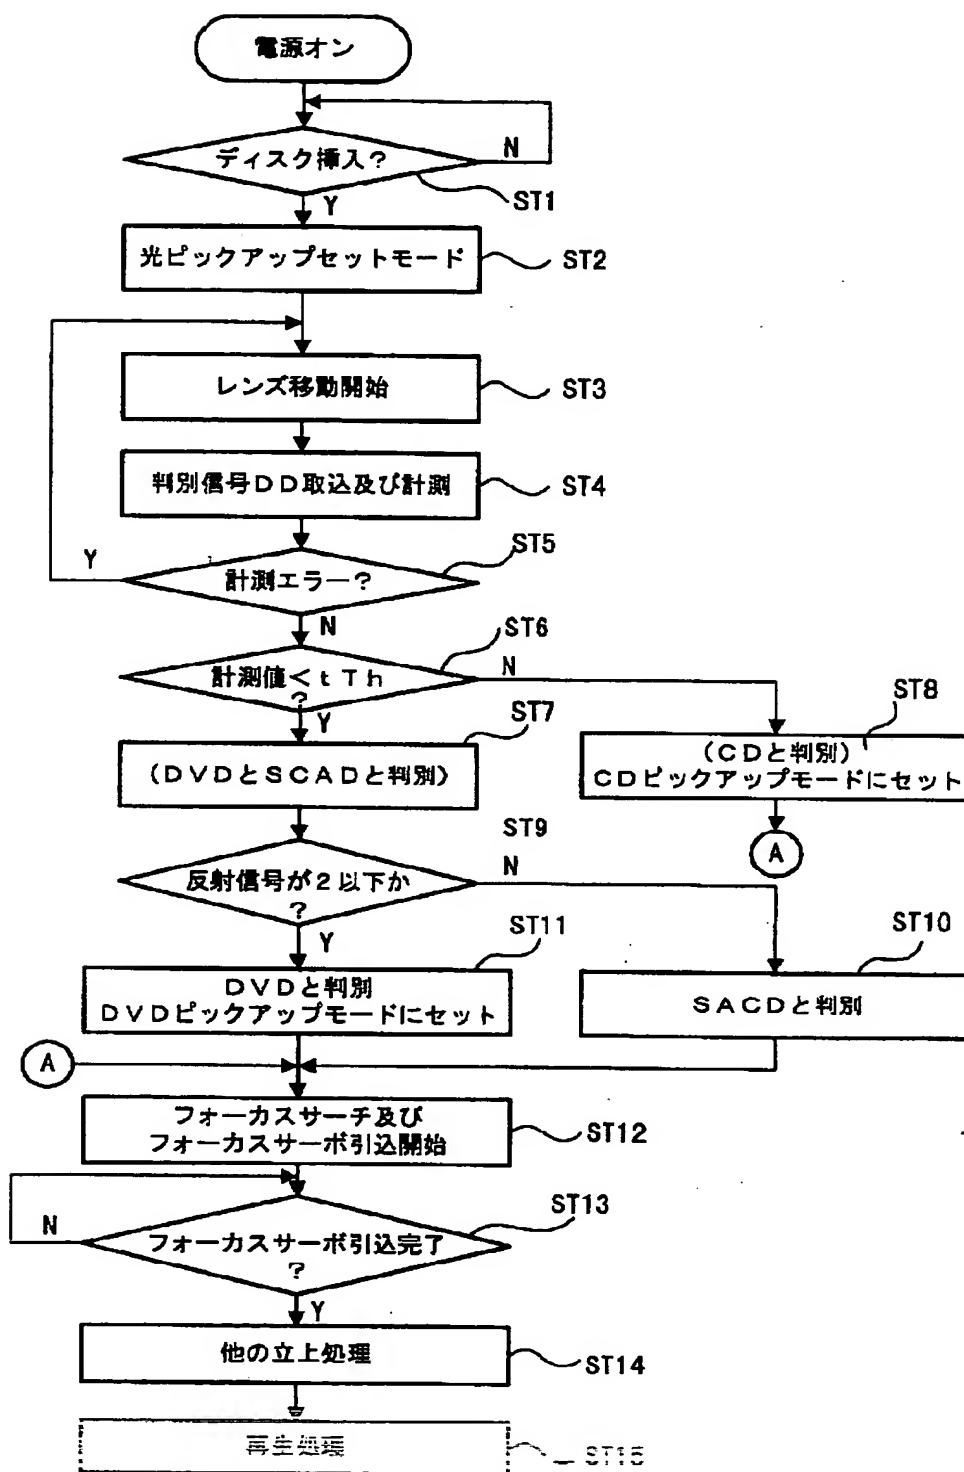 電源オン
ディスク挿入?
N
ST1
Y
光ピックアップセットモード
ST2
レンズ移動開始
ST3
判別信号DD取込及び計測
ST4
ST5
Y
計測エラー?
N
ST6
計測値<tTh
?
N
Y
ST7
ST8
(DVDとSCADと判別)
(CDと判別)
CDピックアップモードにセット
A
ST9
反射信号が2以下か
?
N
Y
ST11
ST10
DVDと判別
DVDピックアップモードにセット
SACDと判別
A
フォーカスサーチ及び
フォーカスサーボ引込開始
ST12
ST13
N
フォーカスサーボ引込完了
?
Y
他の立上処理
ST14
再生処理
ST15